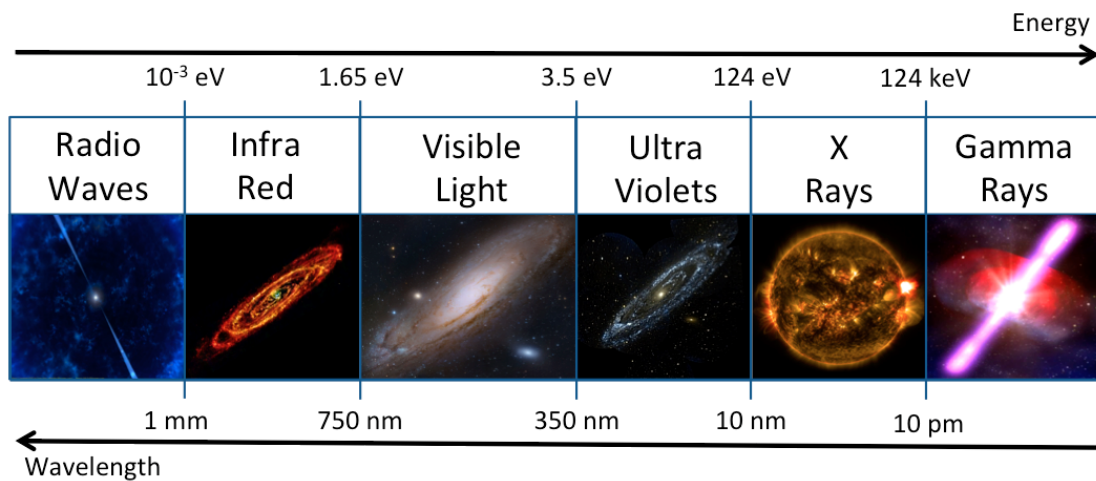 Energy
10⁻³ eV 1.65 eV 3.5 eV 124 eV 124 keV
Radio Waves
Infra Red
Visible Light
Ultra Violets
X Rays
Gamma Rays
1 mm 750 nm 350 nm 10 nm 10 pm
Wavelength